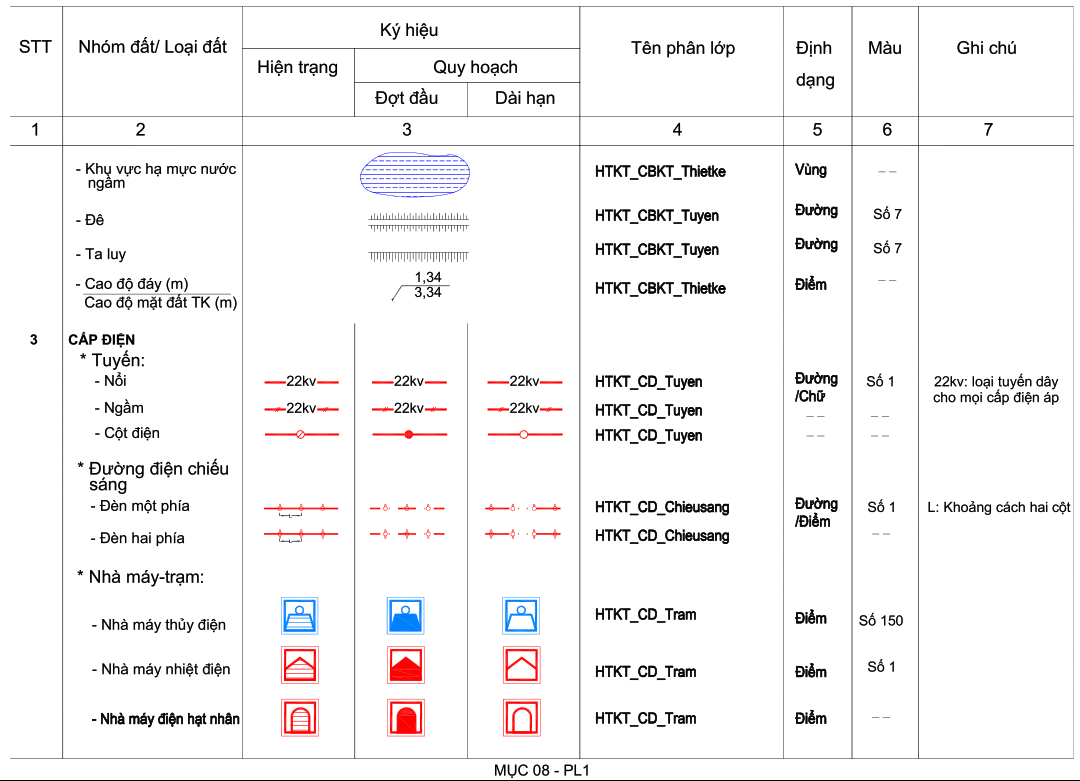 STT Nhóm đất/ Loại đất Ký hiệu Tên phân lớp Định dạng Màu Ghi chú
Hiện trạng Quy hoạch
Đợt đầu Dài hạn
1 2 3 4 5 6 7
- Khu vực hạ mực nước HTKT_CBKT_Thietke Vùng – –
ngầm
- Đê HTKT_CBKT_Tuyen Đường Số 7
- Ta luy HTKT_CBKT_Tuyen Đường Số 7
- Cao độ đáy (m) 1,34 HTKT_CBKT_Thietke Điểm – –
Cao độ mặt đất TK (m) 3,34
3 CẤP ĐIỆN
* Tuyến:
- Nổi 22kv 22kv 22kv HTKT_CD_Tuyen Đường Số 1 22kv: loại tuyến dây
/Chữ cho mọi cấp điện áp
- Ngầm 22kv 22kv 22kv HTKT_CD_Tuyen – – – –
- Cột điện HTKT_CD_Tuyen – – – –
* Đường điện chiếu
sáng
- Đèn một phía L HTKT_CD_Chieusang Đường Số 1 L: Khoảng cách hai cột
/Điểm
- Đèn hai phía L HTKT_CD_Chieusang – –
* Nhà máy-trạm:
- Nhà máy thủy điện HTKT_CD_Tram Điểm Số 150
- Nhà máy nhiệt điện HTKT_CD_Tram Điểm Số 1
- Nhà máy điện hạt nhân HTKT_CD_Tram Điểm – –
MỤC 08 - PL1